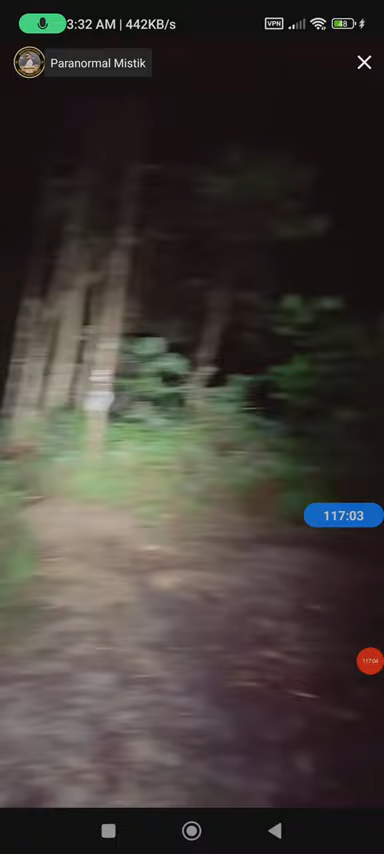 3:32 AM | 442KB/s
VPN
48
Paranormal Mistik
117:03
117:04